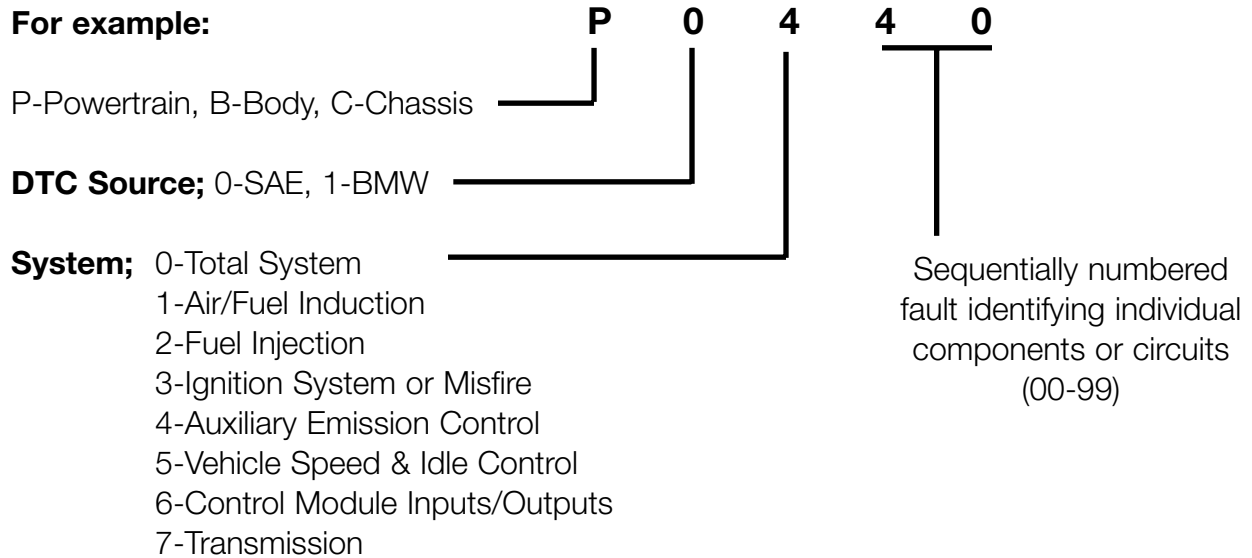 For example: P 0 4 4 0
P-Powertrain, B-Body, C-Chassis
DTC Source; 0-SAE, 1-BMW
System; 0-Total System
1-Air/Fuel Induction
2-Fuel Injection
3-Ignition System or Misfire
4-Auxiliary Emission Control
5-Vehicle Speed & Idle Control
6-Control Module Inputs/Outputs
7-Transmission
Sequentially numbered
fault identifying individual
components or circuits
(00-99)